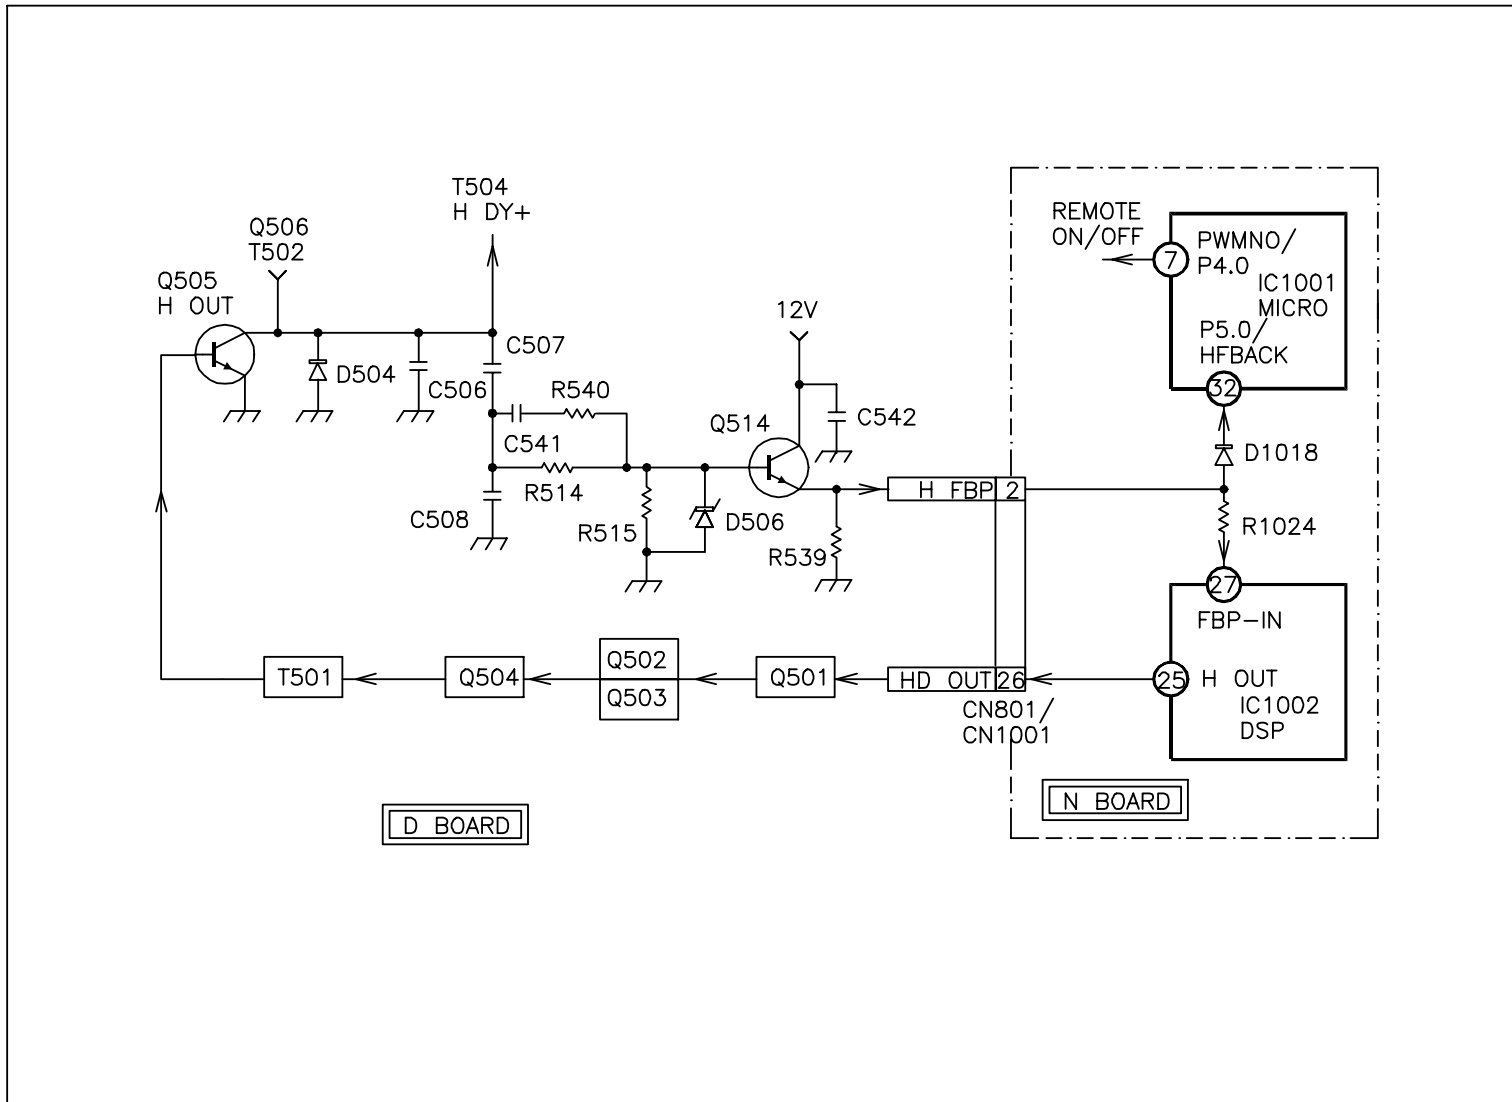 T504
H DY+
Q506
T502
Q505
H OUT
REMOTE
ON/OFF
7
PWMNO/
P4.0
IC1001
MICRO
P5.0/
HFBACK
32
12V
C507
D504
C506
R540
C541
Q514
C542
D1018
R514
C508
R515
D506
R539
H FBP
2
R1024
27
FBP-IN
T501
Q504
Q502
Q503
Q501
HD OUT
26
25
H OUT
IC1002
DSP
CN801/
CN1001
N BOARD
D BOARD